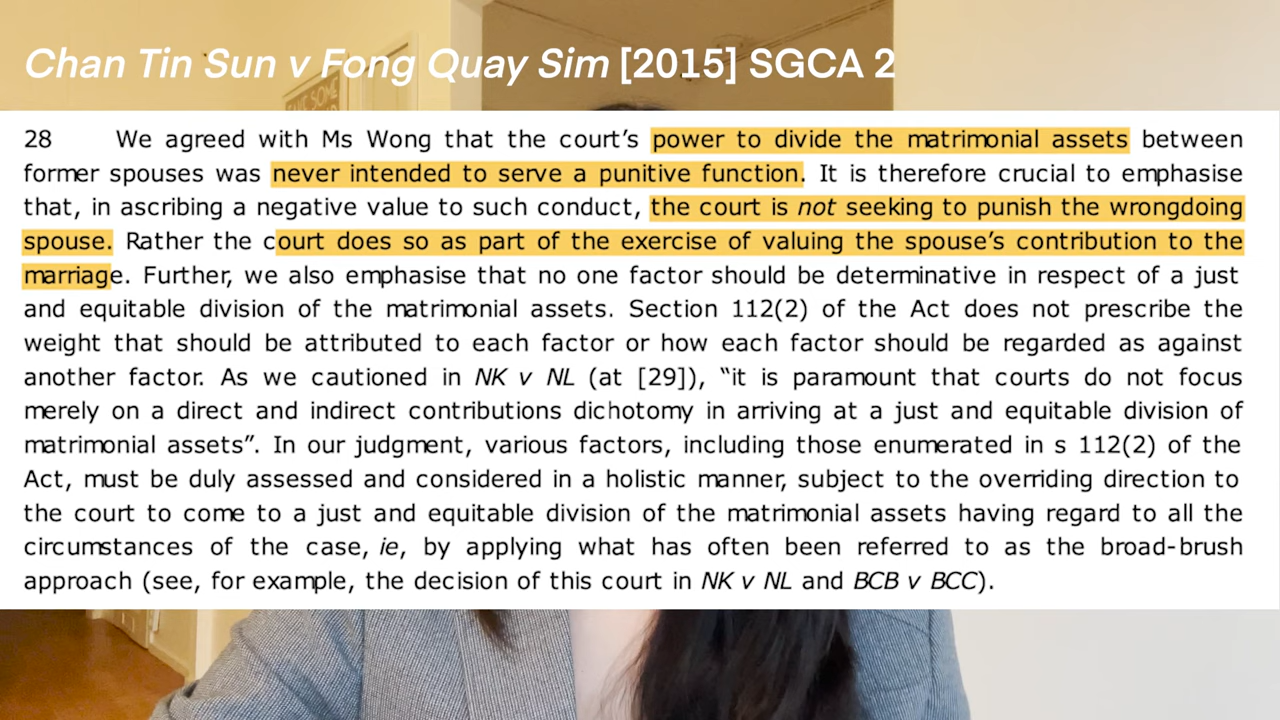 Chan Tin Sun v Fong Quay Sim [2015] SGCA 2
28 We agreed with Ms Wong that the court’s power to divide the matrimonial assets between
former spouses was never intended to serve a punitive function. It is therefore crucial to emphasise
that, in ascribing a negative value to such conduct, the court is not seeking to punish the wrongdoing
spouse. Rather the court does so as part of the exercise of valuing the spouse’s contribution to the
marriage. Further, we also emphasise that no one factor should be determinative in respect of a just
and equitable division of the matrimonial assets. Section 112(2) of the Act does not prescribe the
weight that should be attributed to each factor or how each factor should be regarded as against
another factor. As we cautioned in NK v NL (at [29]), “it is paramount that courts do not focus
merely on a direct and indirect contributions dichotomy in arriving at a just and equitable division of
matrimonial assets”. In our judgment, various factors, including those enumerated in s 112(2) of the
Act, must be duly assessed and considered in a holistic manner, subject to the overriding direction to
the court to come to a just and equitable division of the matrimonial assets having regard to all the
circumstances of the case, ie, by applying what has often been referred to as the broad-brush
approach (see, for example, the decision of this court in NK v NL and BCB v BCC).